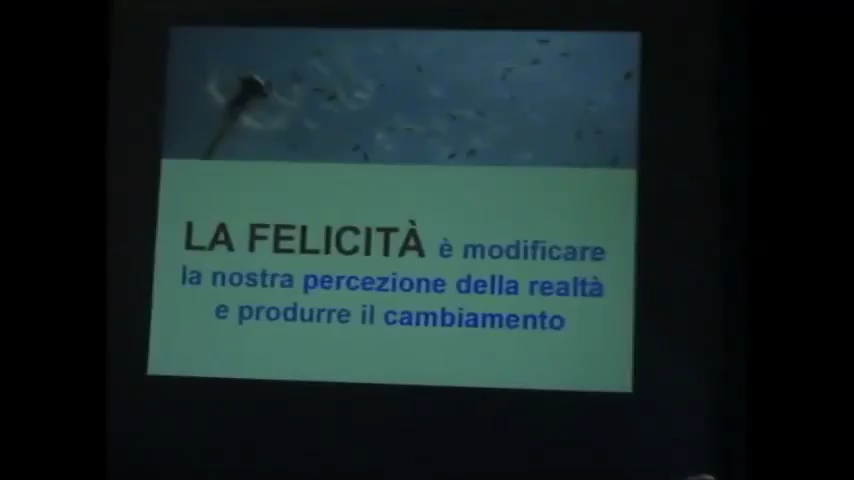 LA FELICITÀ è modificare
la nostra percezione della realtà
e produrre il cambiamento